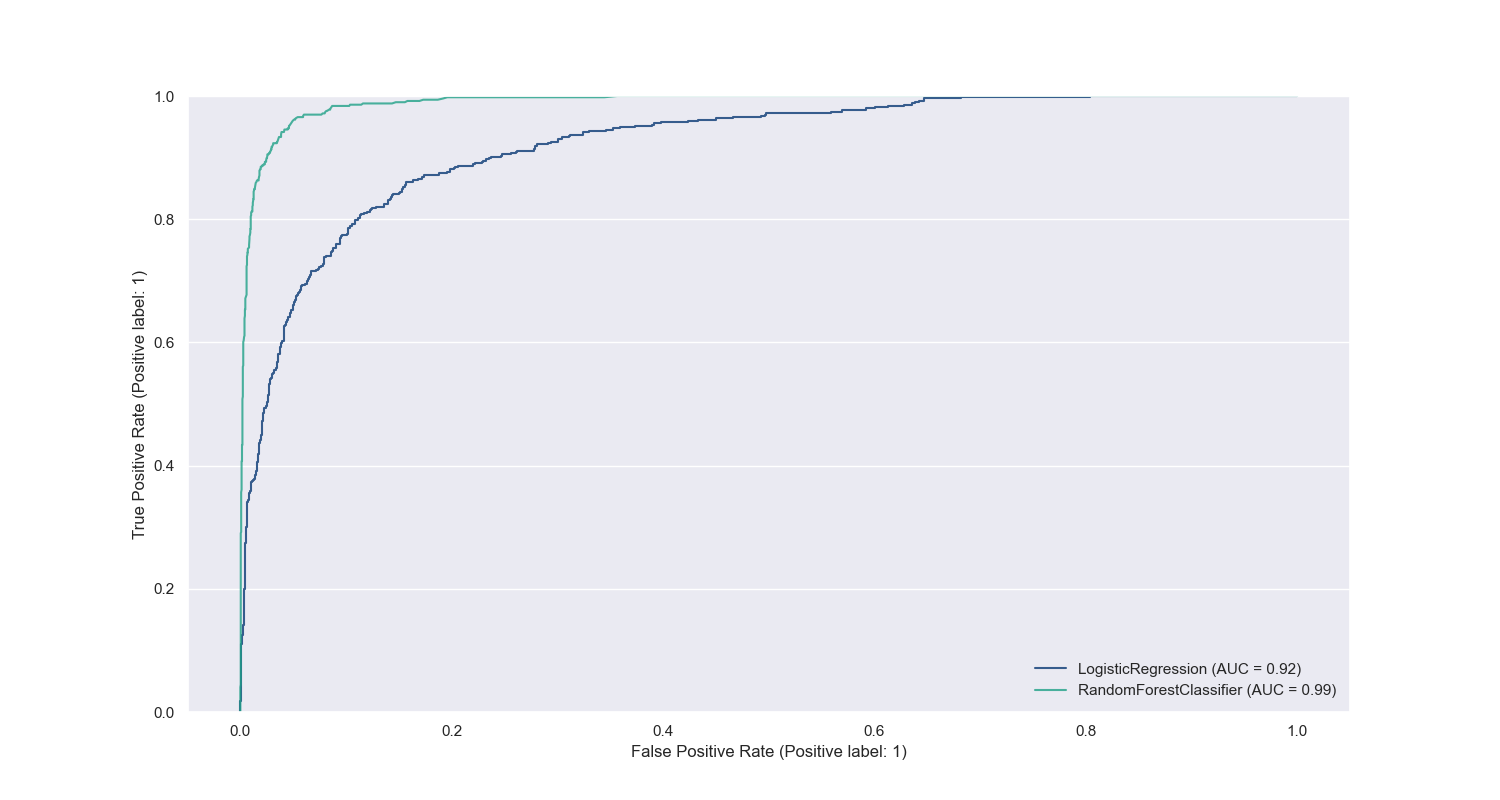 1.0
0.8
0.6
0.4
0.2
0.0
True Positive Rate (Positive label: 1)
LogisticRegression (AUC = 0.92)
RandomForestClassifier (AUC = 0.99)
0.0 0.2 0.4 0.6 0.8 1.0
False Positive Rate (Positive label: 1)